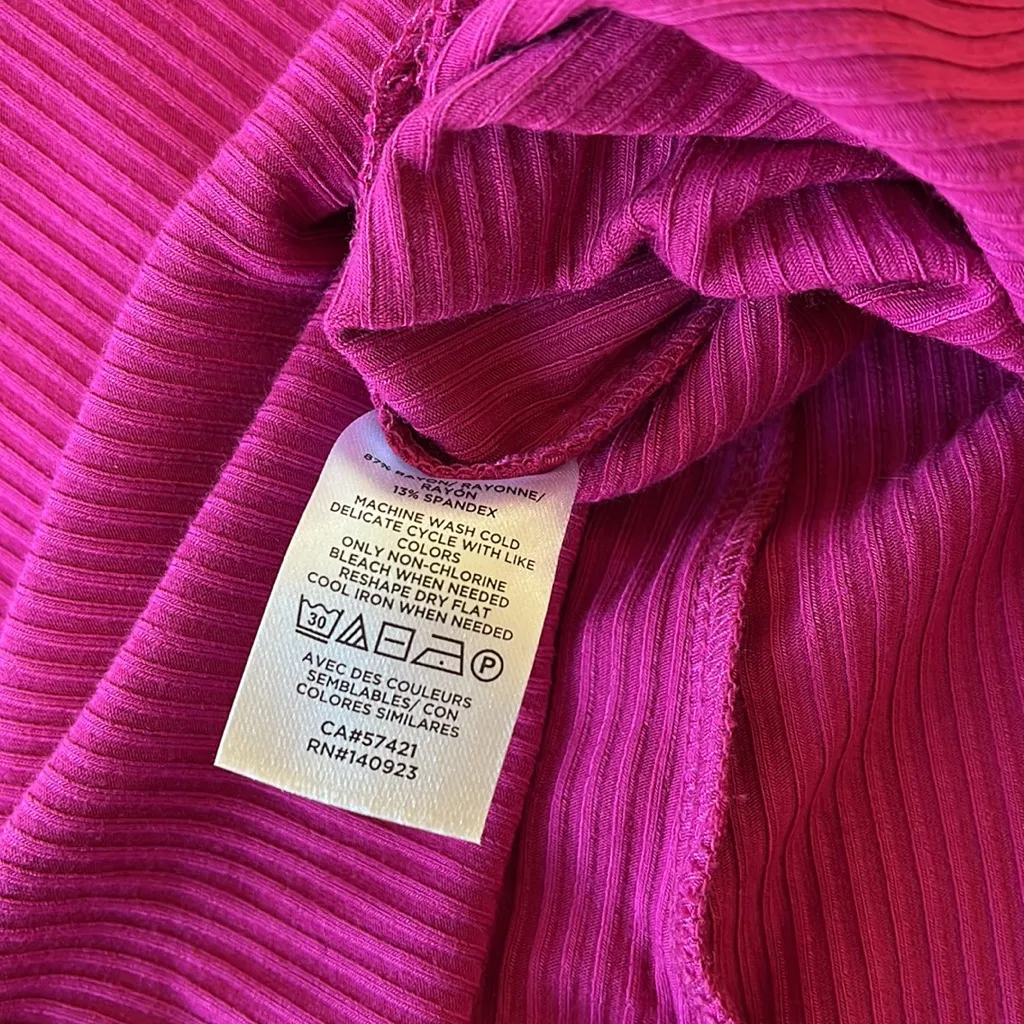 87% RAYON/ RAYONNE/
RAYÓN
13% SPANDEX
MACHINE WASH COLD
DELICATE CYCLE WITH LIKE
COLORS
ONLY NON-CHLORINE
BLEACH WHEN NEEDED
RESHAPE DRY FLAT
COOL IRON WHEN NEEDED
30 P
AVEC DES COULEURS
SEMBLABLES/ CON
COLORES SIMILARES
CA#57421
RN#140923